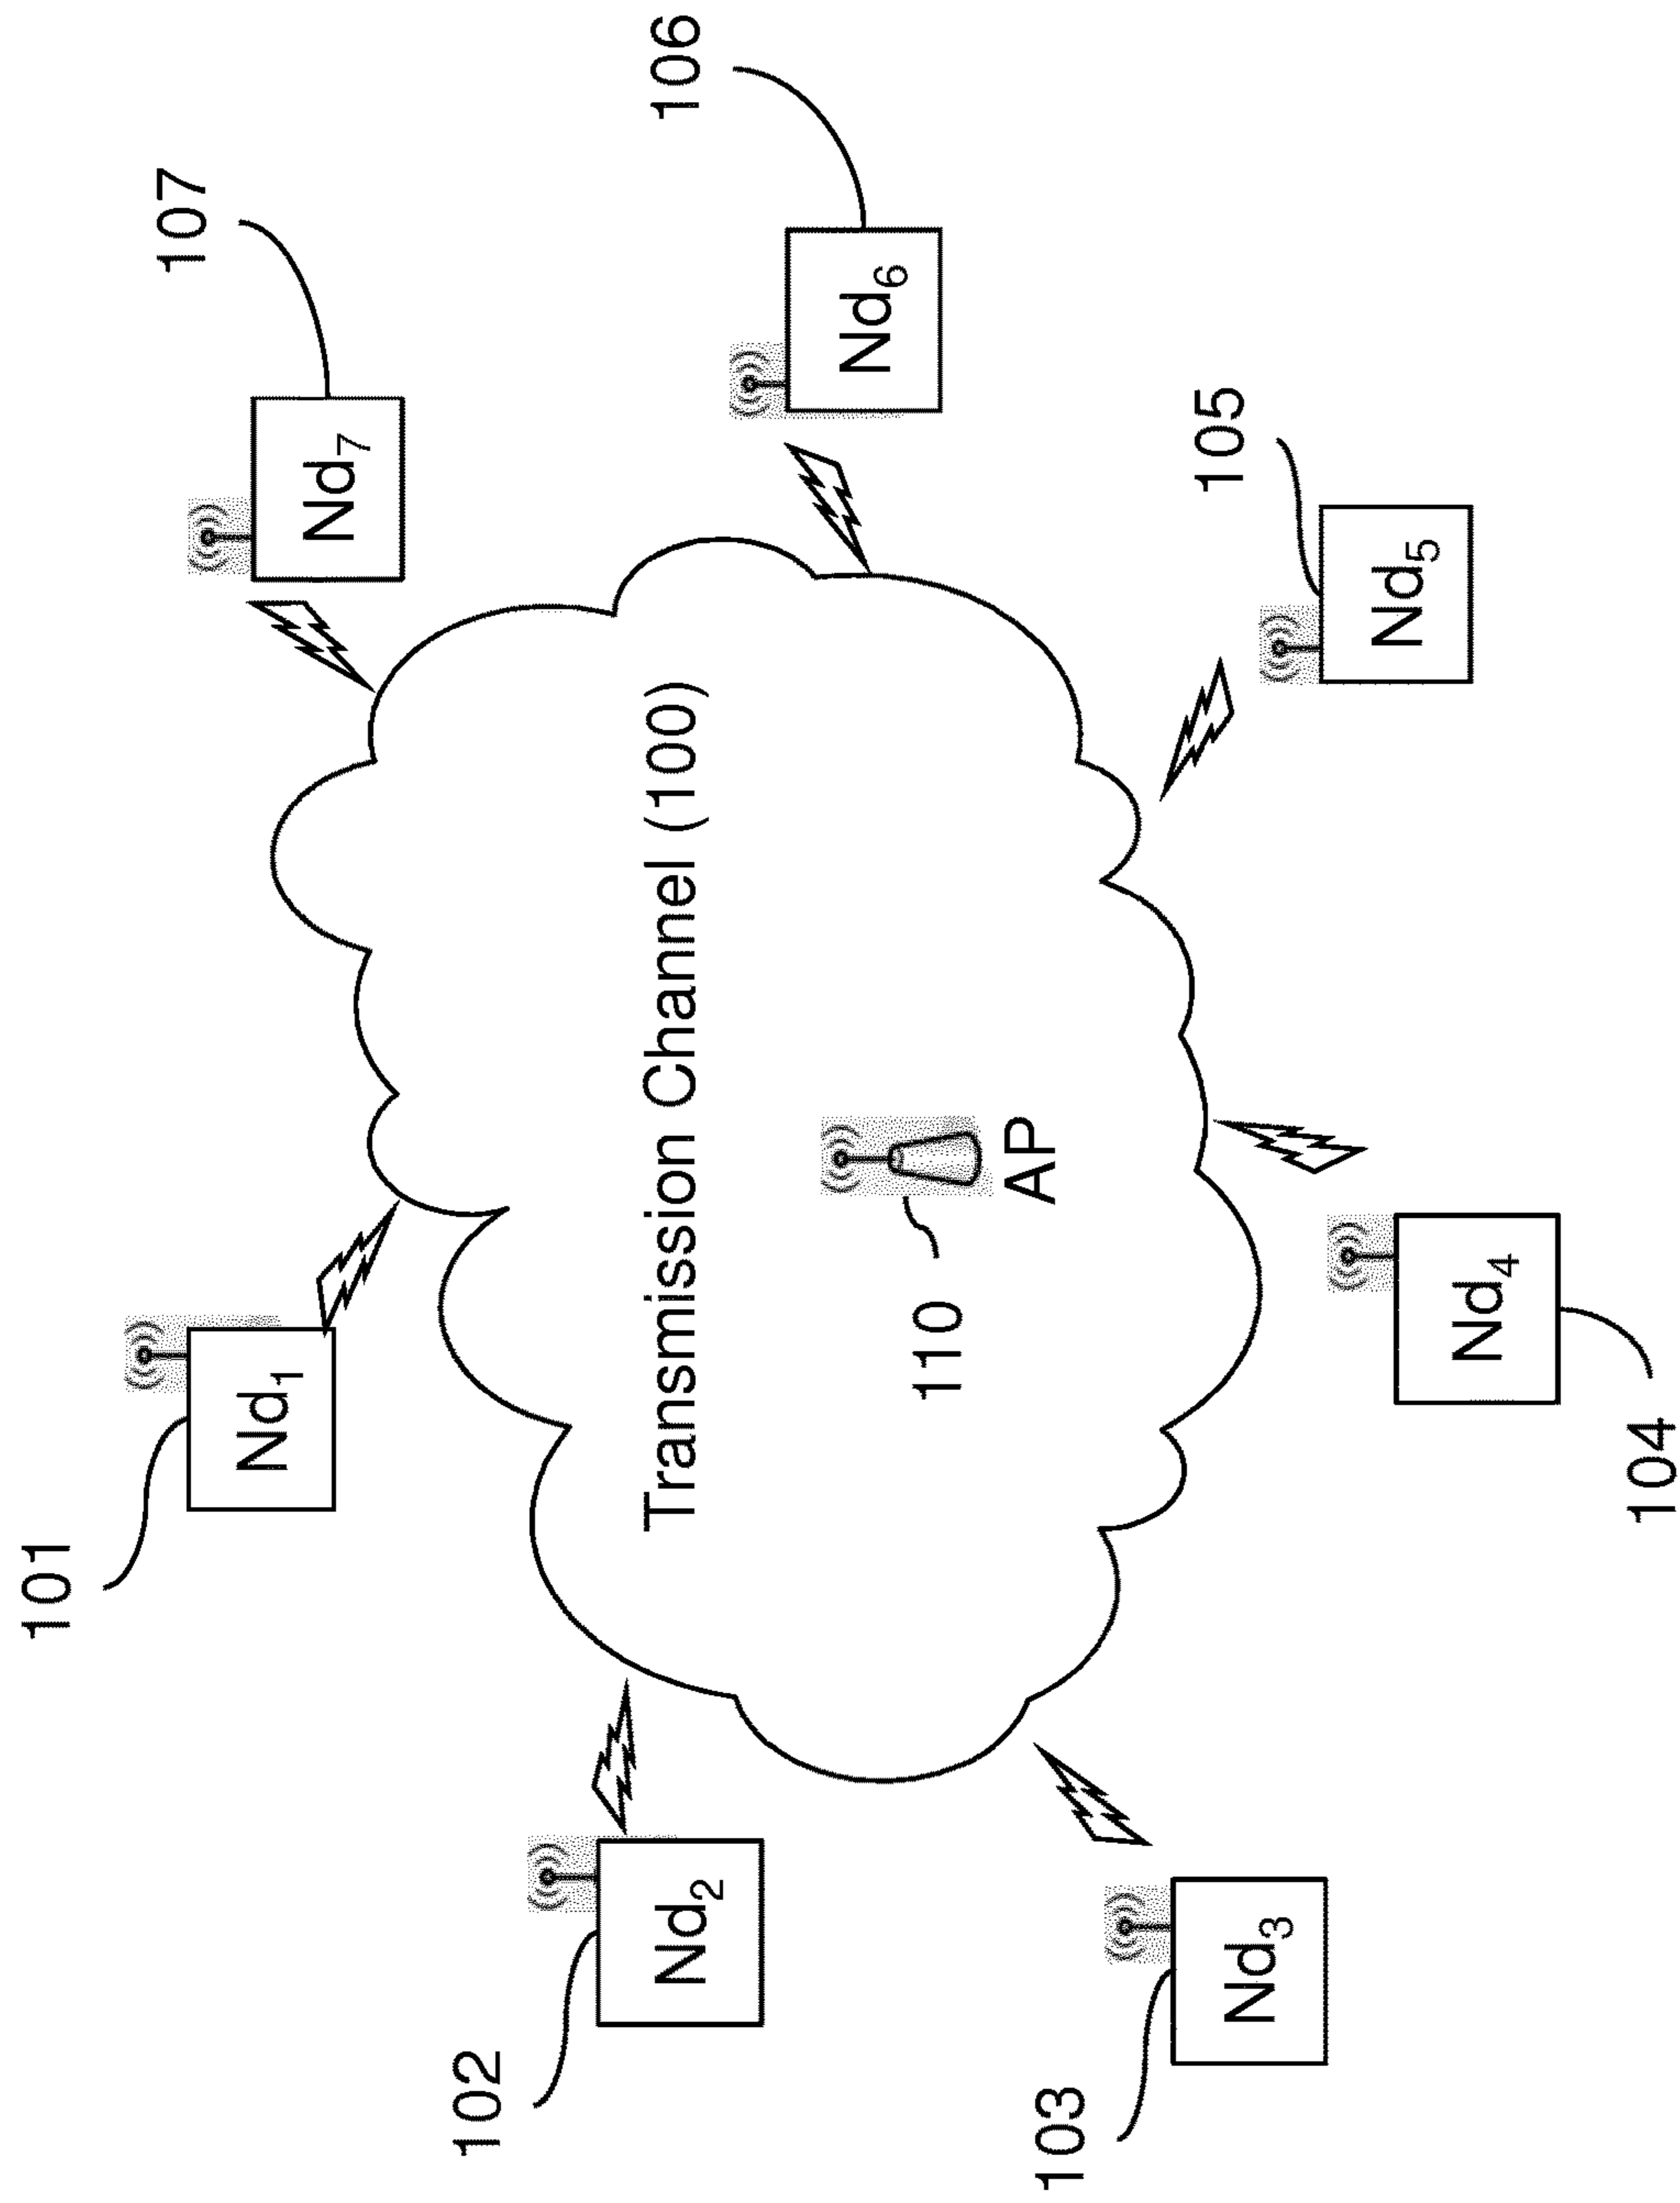 101
Nd1
107
Nd7
102
Nd2
Transmission Channel (100)
106
Nd6
110
AP
103
Nd3
105
Nd5
104
Nd4